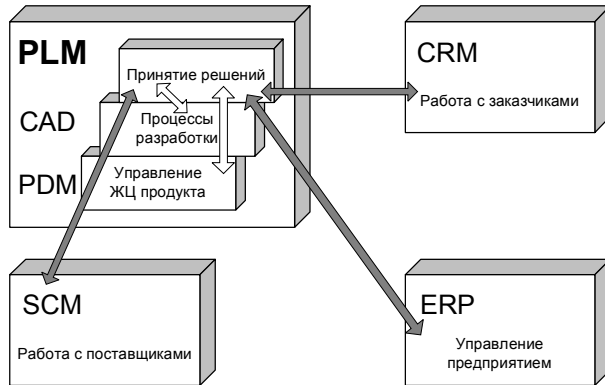 PLM
Принятие решений
CAD
Процессы
разработки
PDM
Управление
ЖЦ продукта
CRM
Работа с заказчиками
SCM
Работа с поставщиками
ERP
Управление
предприятием